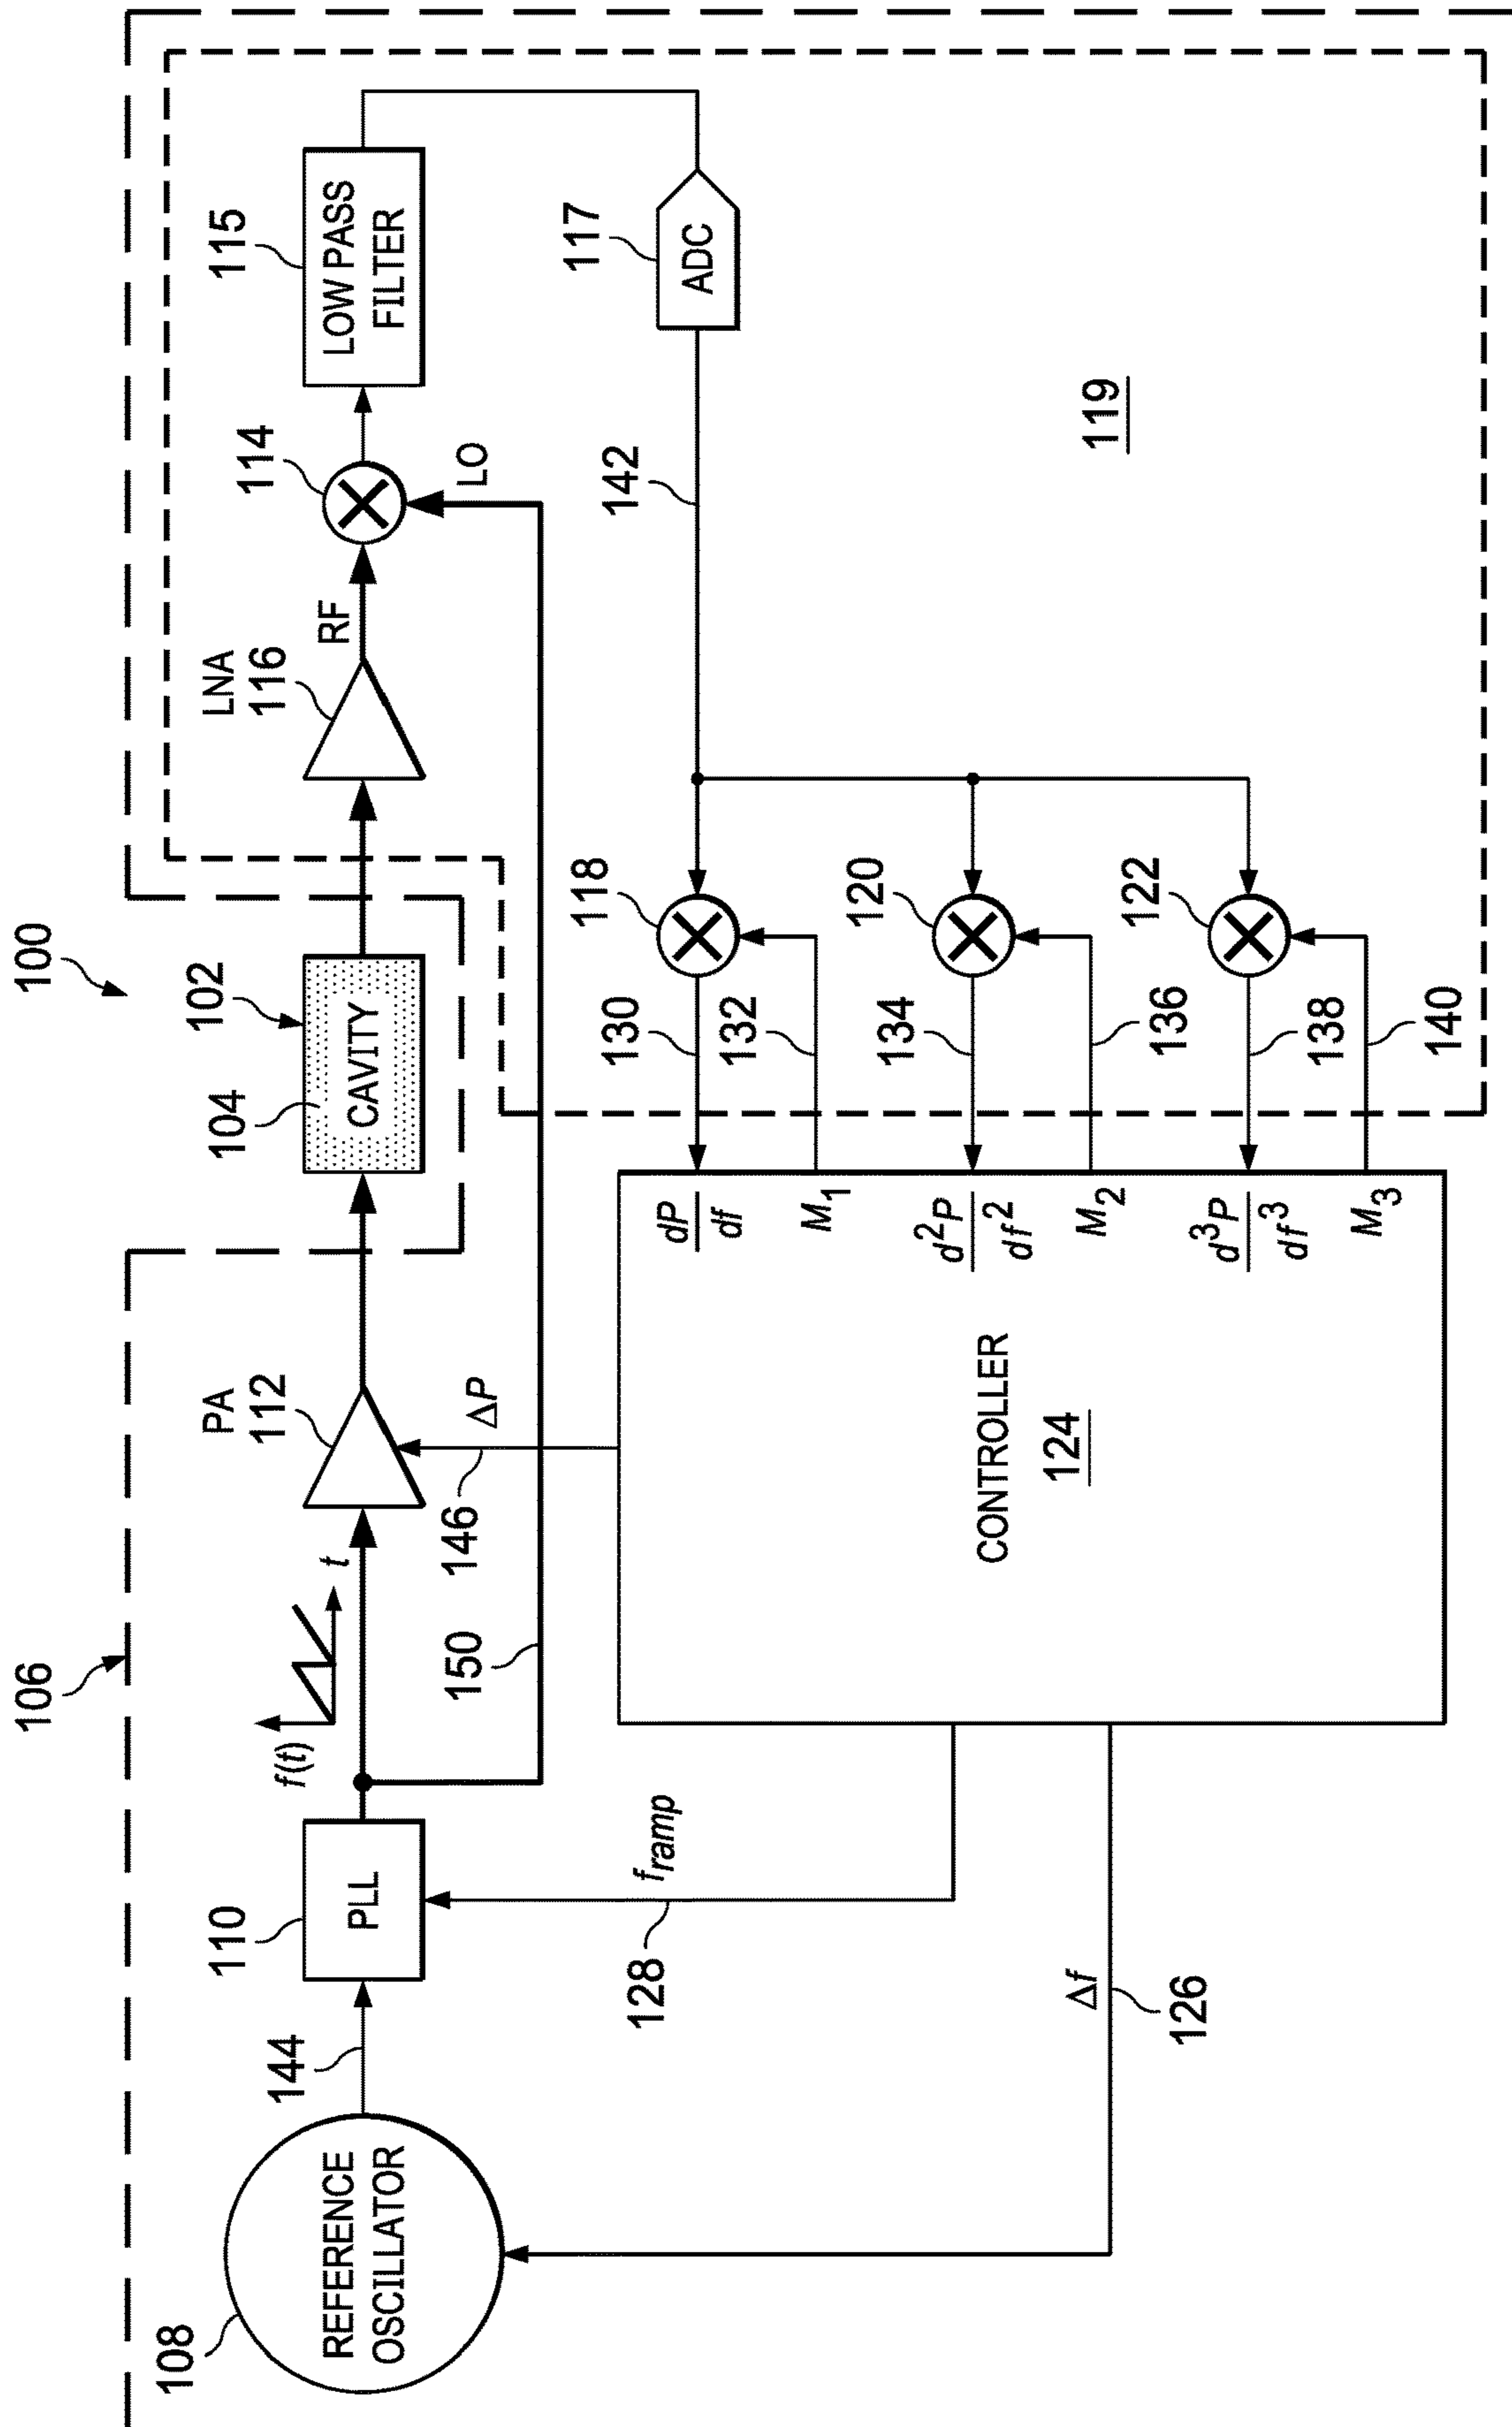 100
106
102
104
CAVITY
108
REFERENCE
OSCILLATOR
144
110
PLL
f(t)
t
PA
112
LNA
116
RF
114
LO
115
LOW PASS
FILTER
150
146
ΔP
117
ADC
142
118
130
132
120
134
136
122
138
140
119
dP
df
M1
d²P
df²
M2
d³P
df³
M3
CONTROLLER
124
framp
128
Δf
126